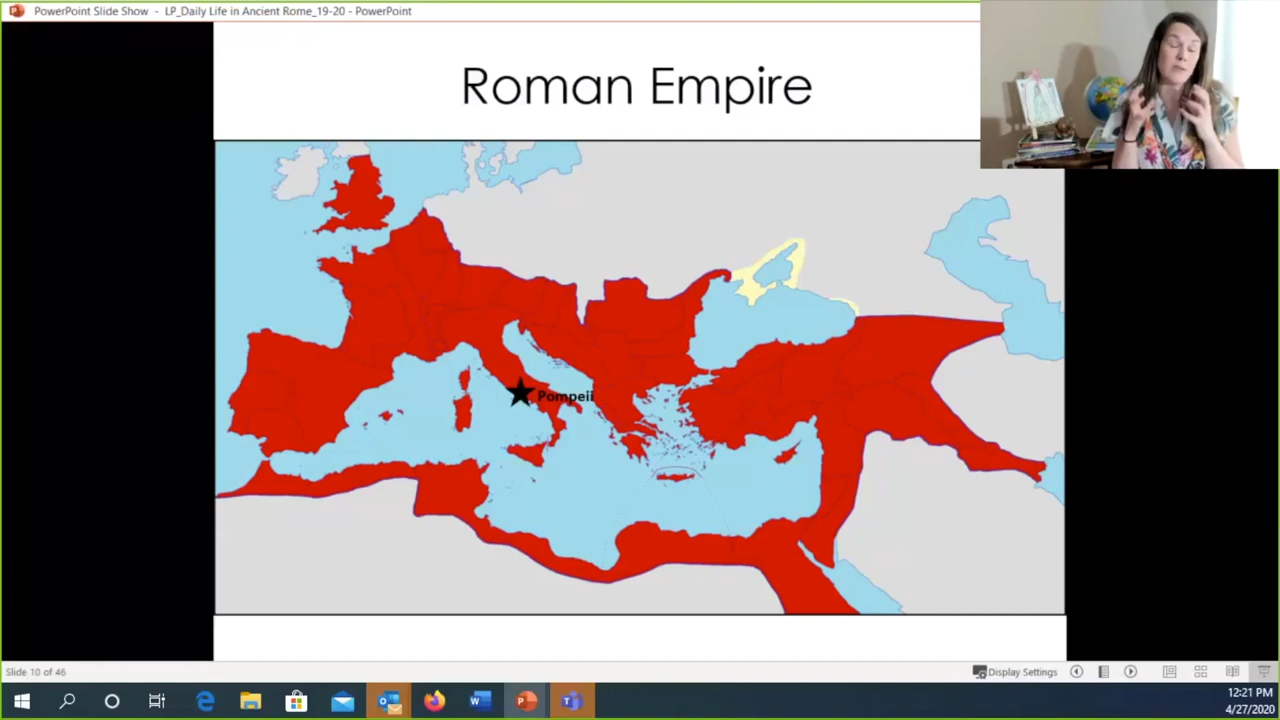 PowerPoint Slide Show - LP_Daily Life in Ancient Rome_19-20 - PowerPoint
Roman Empire
Pompeii
Slide 10 of 46
Display Settings
12:21 PM
4/27/2020